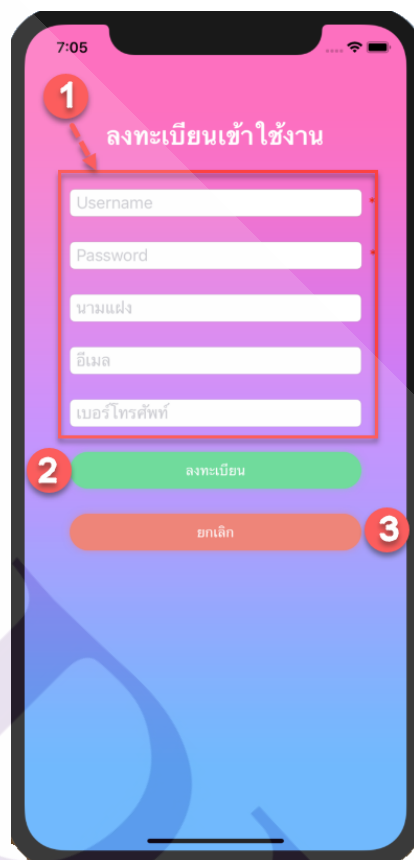 7:05
1
ลงทะเบียนเข้าใช้งาน
Username *
Password *
นามแฝง
อีเมล
เบอร์โทรศัพท์
2
ลงทะเบียน
ยกเลิก
3